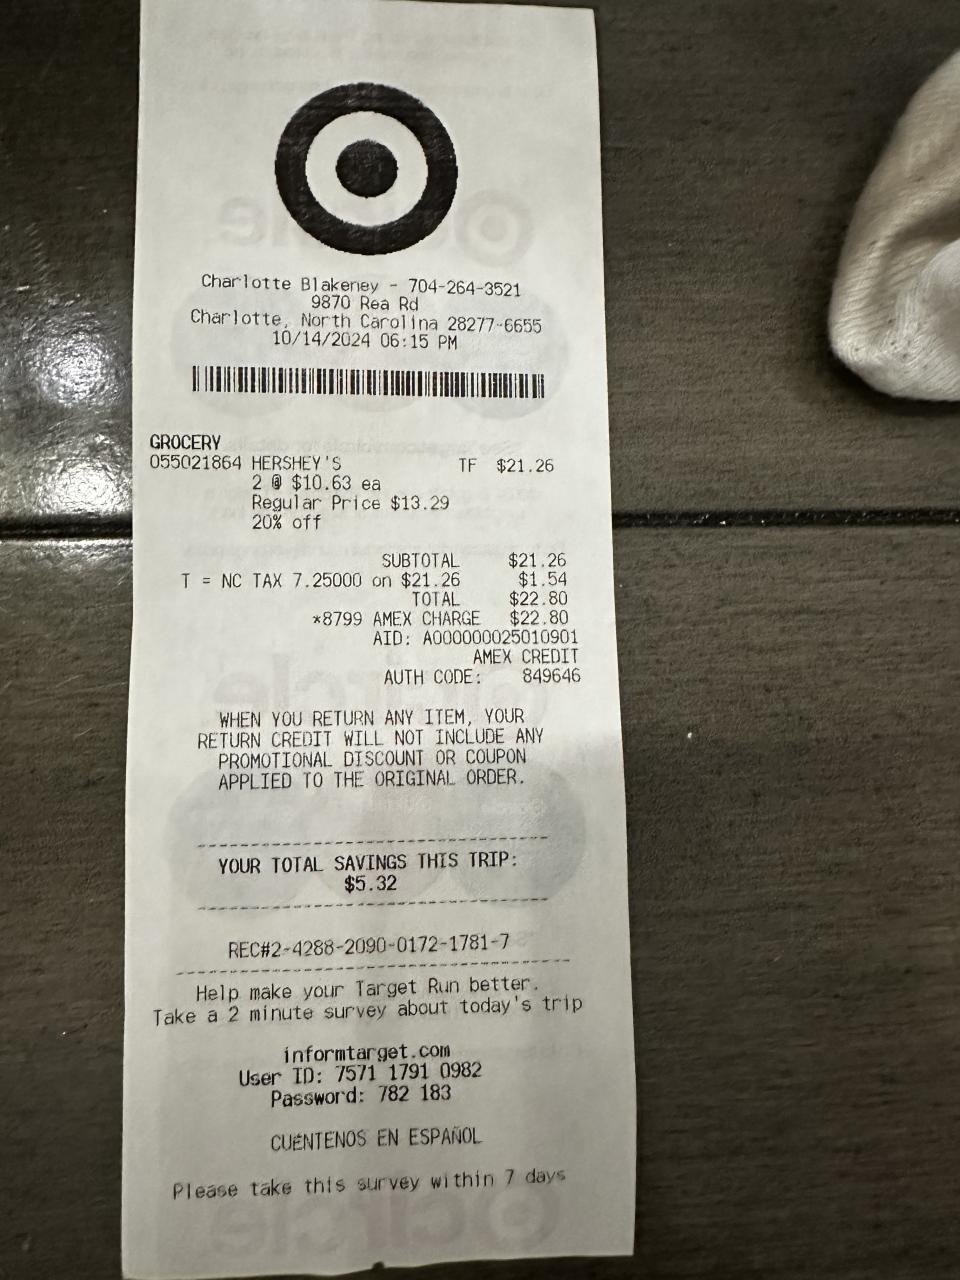 Charlotte Blakeney - 704-264-3521
9870 Rea Rd
Charlotte, North Carolina 28277-6655
10/14/2024 06:15 PM
GROCERY
055021864 HERSHEY'S TF $21.26
2 @ $10.63 ea
Regular Price $13.29
20% off
SUBTOTAL $21.26
T = NC TAX 7.25000 on $21.26 $1.54
TOTAL $22.80
*8799 AMEX CHARGE $22.80
AID: A000000025010901
AMEX CREDIT
AUTH CODE: 849646
WHEN YOU RETURN ANY ITEM, YOUR
RETURN CREDIT WILL NOT INCLUDE ANY
PROMOTIONAL DISCOUNT OR COUPON
APPLIED TO THE ORIGINAL ORDER.
YOUR TOTAL SAVINGS THIS TRIP:
$5.32
REC#2-4288-2090-0172-1781-7
Help make your Target Run better.
Take a 2 minute survey about today's trip
informtarget.com
User ID: 7571 1791 0982
Password: 782 183
CUÉNTENOS EN ESPAÑOL
Please take this survey within 7 days